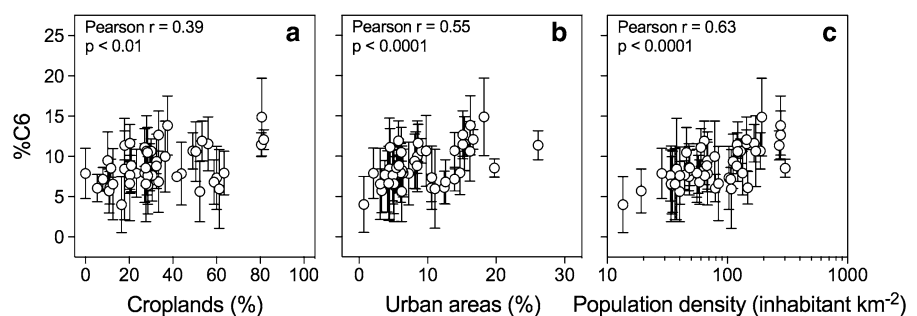 Pearson r = 0.39
p < 0.01
a
Pearson r = 0.55
p < 0.0001
b
Pearson r = 0.63
p < 0.0001
c
25
20
15
10
5
0
%C6
0 20 40 60 80 100
0 10 20 30
10 100 1000
Croplands (%)
Urban areas (%)
Population density (inhabitant km-2)